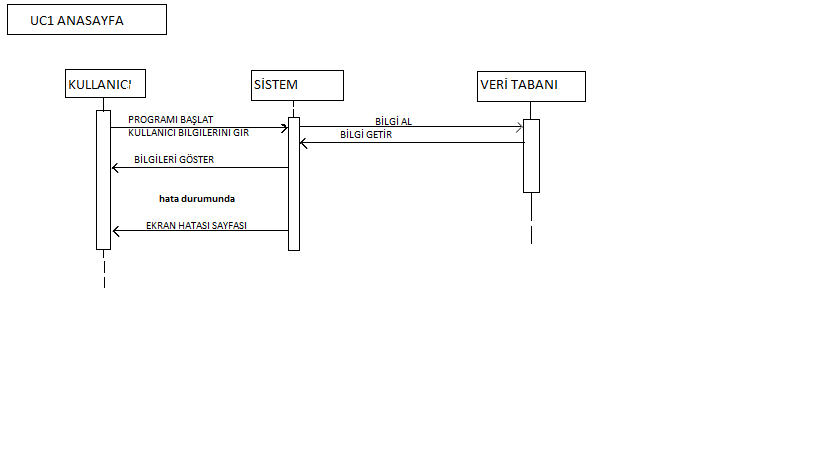 UC1 ANASAYFA
KULLANICI
SİSTEM
VERİ TABANI
PROGRAMI BAŞLAT
KULLANICI BILGILERINI GIR
BİLGİ AL
BİLGİ GETİR
BİLGİLERİ GÖSTER
hata durumunda
EKRAN HATASI SAYFASI